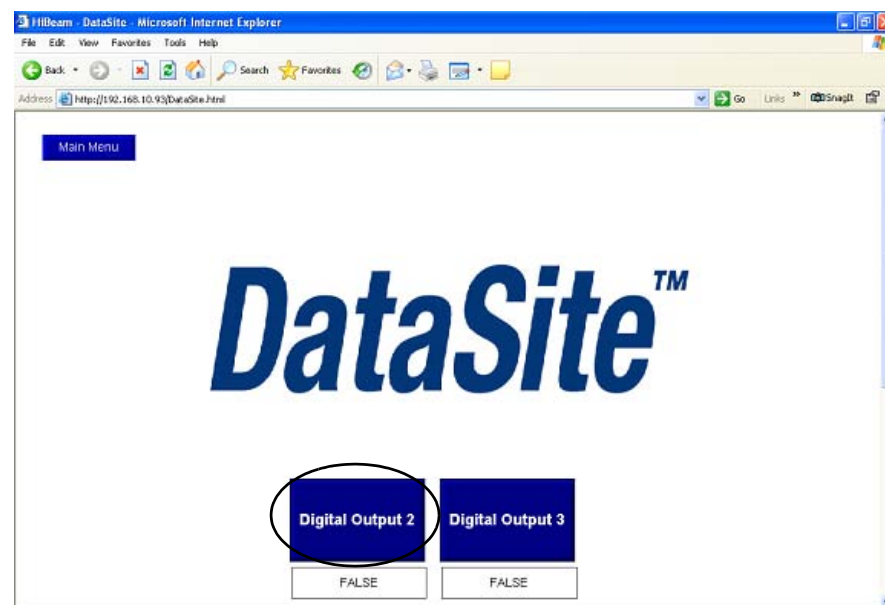 HIBeam - DataSite - Microsoft Internet Explorer
File Edit View Favorites Tools Help
Back Search Favorites
Address http://192.168.10.93/DataSite.html Go Links » SnagIt
Main Menu
DataSite™
Digital Output 2 Digital Output 3
FALSE FALSE